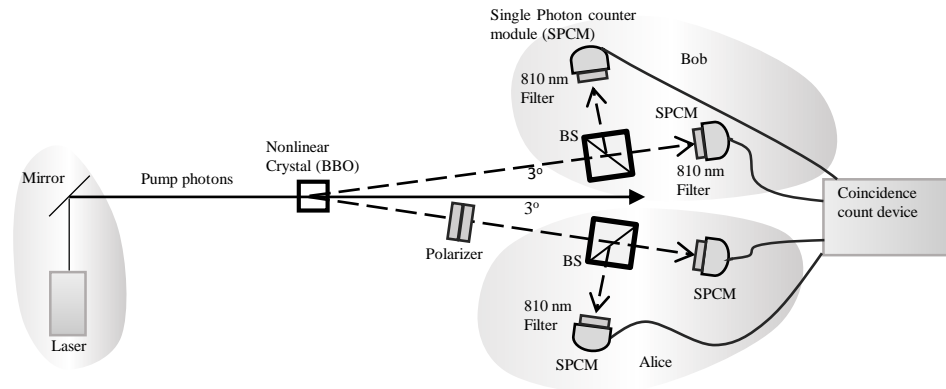 Single Photon counter
module (SPCM)
Bob
810 nm
Filter
SPCM
BS
Nonlinear
Crystal (BBO)
Mirror
Pump photons
3º
810 nm
Filter
Coincidence
count device
3º
Polarizer
BS
SPCM
810 nm
Filter
Laser
SPCM
Alice